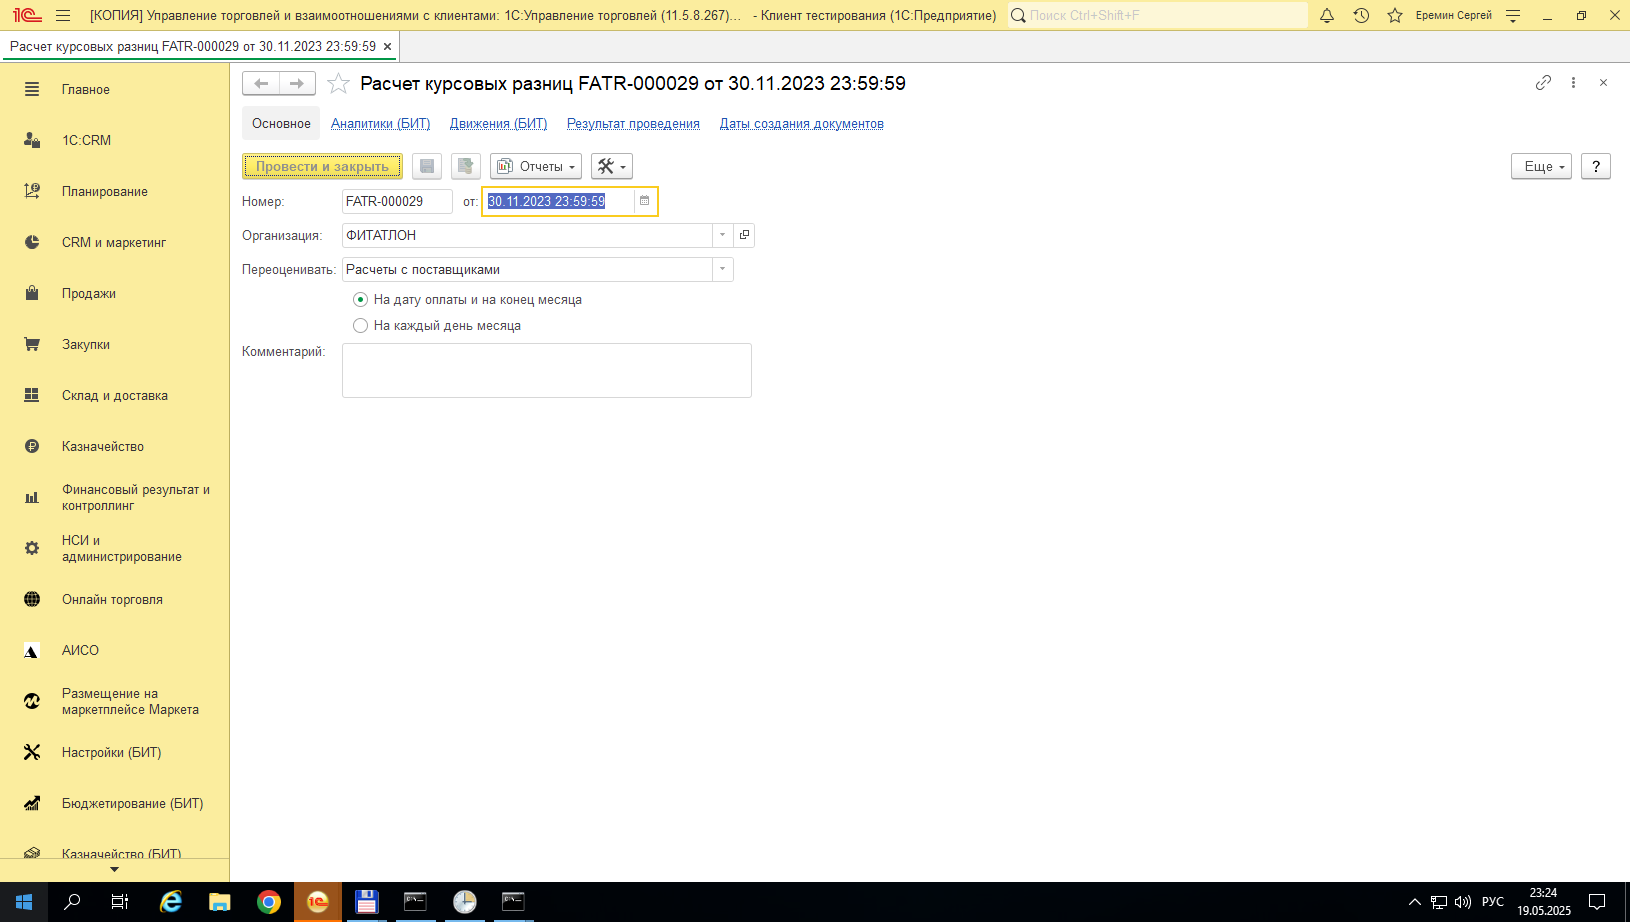 [КОПИЯ] Управление торговлей и взаимоотношениями с клиентами: 1С:Управление торговлей (11.5.8.267)... - Клиент тестирования (1С:Предприятие)
Поиск Ctrl+Shift+F
Еремин Сергей
Расчет курсовых разниц FATR-000029 от 30.11.2023 23:59:59
Главное
1C:CRM
Планирование
CRM и маркетинг
Продажи
Закупки
Склад и доставка
Казначейство
Финансовый результат и
контроллинг
НСИ и
администрирование
Онлайн торговля
АИСО
Размещение на
маркетплейсе Маркета
Настройки (БИТ)
Бюджетирование (БИТ)
Казначейство (БИТ)
Расчет курсовых разниц FATR-000029 от 30.11.2023 23:59:59
Основное Аналитики (БИТ) Движения (БИТ) Результат проведения Даты создания документов
Провести и закрыть Отчеты Еще ?
Номер: FATR-000029 от: 30.11.2023 23:59:59
Организация: ФИТАТЛОН
Переоценивать: Расчеты с поставщиками
На дату оплаты и на конец месяца
На каждый день месяца
Комментарий:
РУС
23:24
19.05.2025